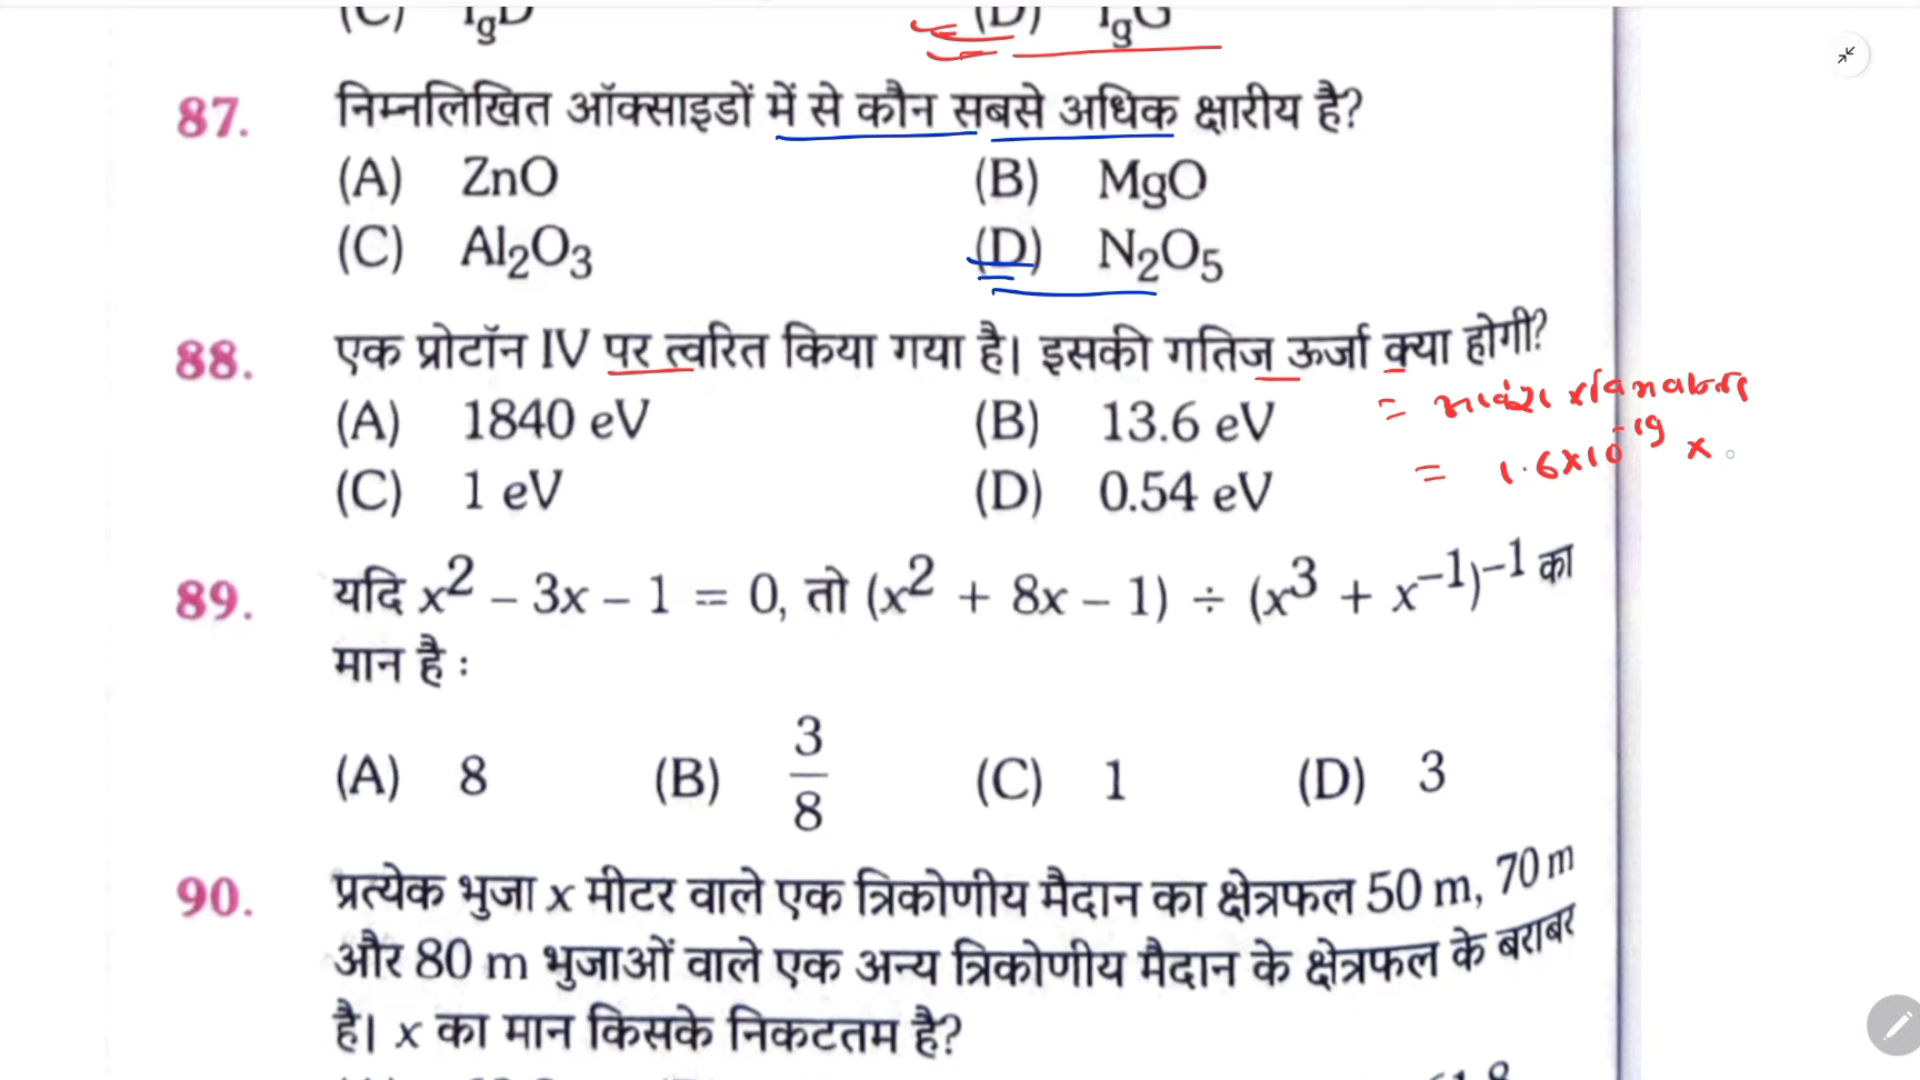 (C) IgD (D) IgG
87. निम्नलिखित ऑक्साइडों में से कौन सबसे अधिक क्षारीय है?
(A) ZnO (B) MgO
(C) Al₂O₃ (D) N₂O₅
88. एक प्रोटॉन IV पर त्वरित किया गया है। इसकी गतिज ऊर्जा क्या होगी?
(A) 1840 eV (B) 13.6 eV
(C) 1 eV (D) 0.54 eV
=
= 1.6×10⁻¹⁹ ×
89. यदि x² – 3x – 1 = 0, तो (x² + 8x – 1) ÷ (x³ + x⁻¹)⁻¹ का
मान है :
(A) 8 (B) 3/8 (C) 1 (D) 3
90. प्रत्येक भुजा x मीटर वाले एक त्रिकोणीय मैदान का क्षेत्रफल 50 m, 70 m
और 80 m भुजाओं वाले एक अन्य त्रिकोणीय मैदान के क्षेत्रफल के बराबर
है। x का मान किसके निकटतम है?